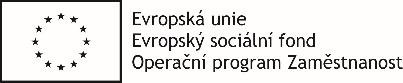 Evropská unie
Evropský sociální fond
Operační program Zaměstnanost